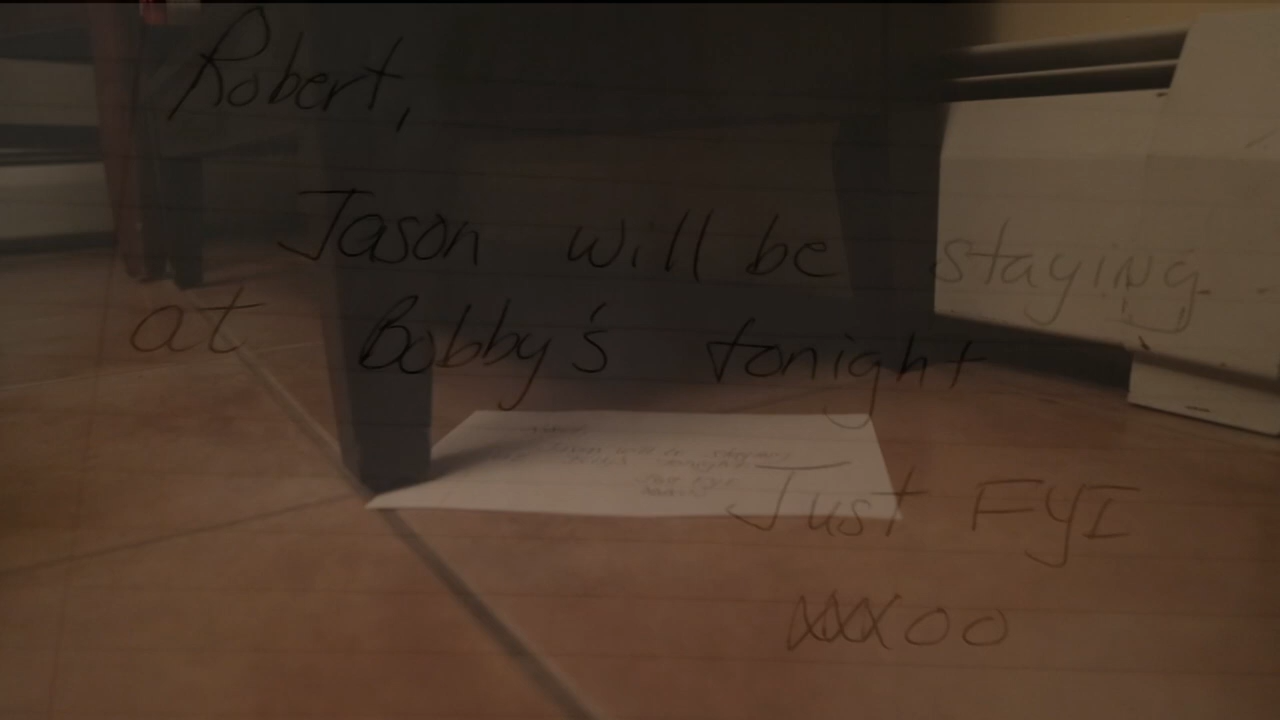 Robert,
Jason will be staying
at Bobby's tonight
Just FYI
XXXOO